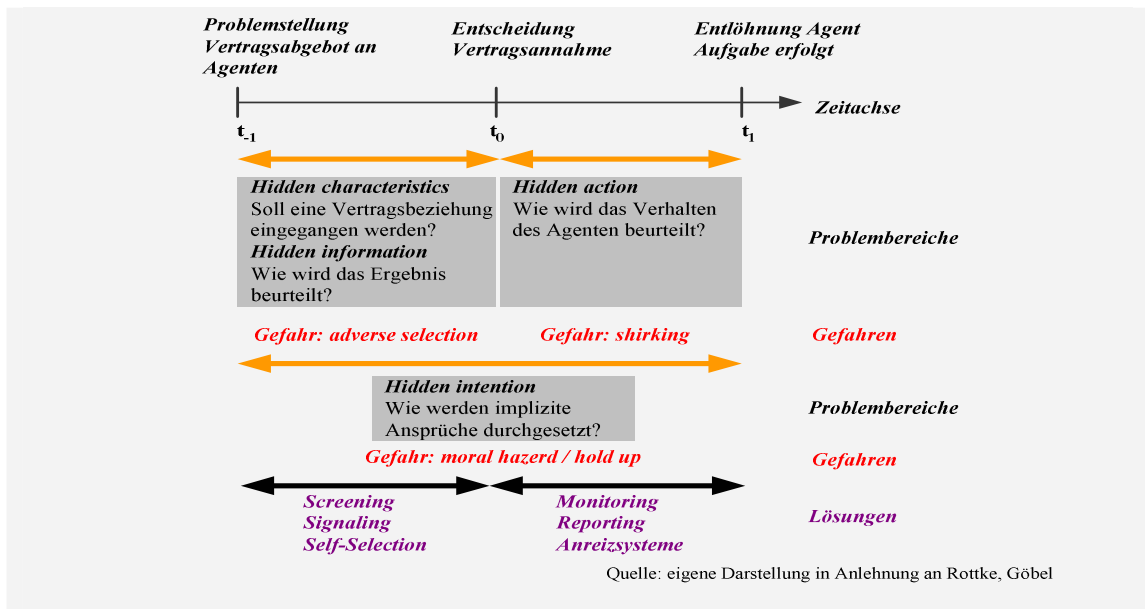 Problemstellung
Vertragsabgebot an
Agenten
Entscheidung
Vertragsannahme
Entlöhnung Agent
Aufgabe erfolgt
Zeitachse
t-1
t0
t1
Hidden characteristics
Soll eine Vertragsbeziehung
eingegangen werden?
Hidden information
Wie wird das Ergebnis
beurteilt?
Hidden action
Wie wird das Verhalten
des Agenten beurteilt?
Problembereiche
Gefahr: adverse selection
Gefahr: shirking
Gefahren
Hidden intention
Wie werden implizite
Ansprüche durchgesetzt?
Problembereiche
Gefahr: moral hazerd / hold up
Gefahren
Screening
Signaling
Self-Selection
Monitoring
Reporting
Anreizsysteme
Lösungen
Quelle: eigene Darstellung in Anlehnung an Rottke, Göbel